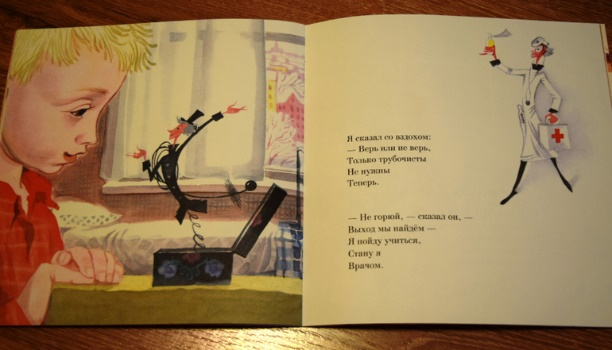 Я сказал со вздохом:
— Верь или не верь,
Только трубочисты
Не нужны
Теперь.
— Не горюй, — сказал он, —
Выход мы найдём —
Я пойду учиться,
Стану я
Врачом.